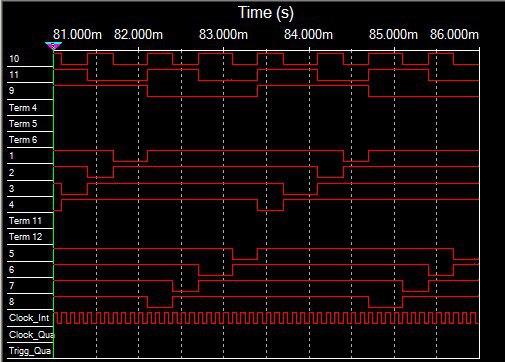 Time (s)
81.000m 82.000m 83.000m 84.000m 85.000m 86.000m
10
11
9
Term 4
Term 5
Term 6
1
2
3
4
Term 11
Term 12
5
6
7
8
Clock_Int
Clock_Qua
Trigg_Qua